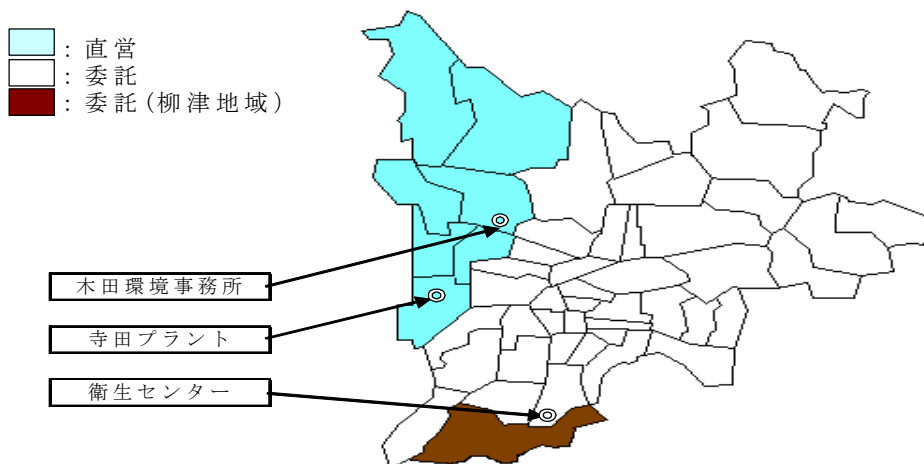 ：直営
：委託
：委託(柳津地域)
木田環境事務所
寺田プラント
衛生センター